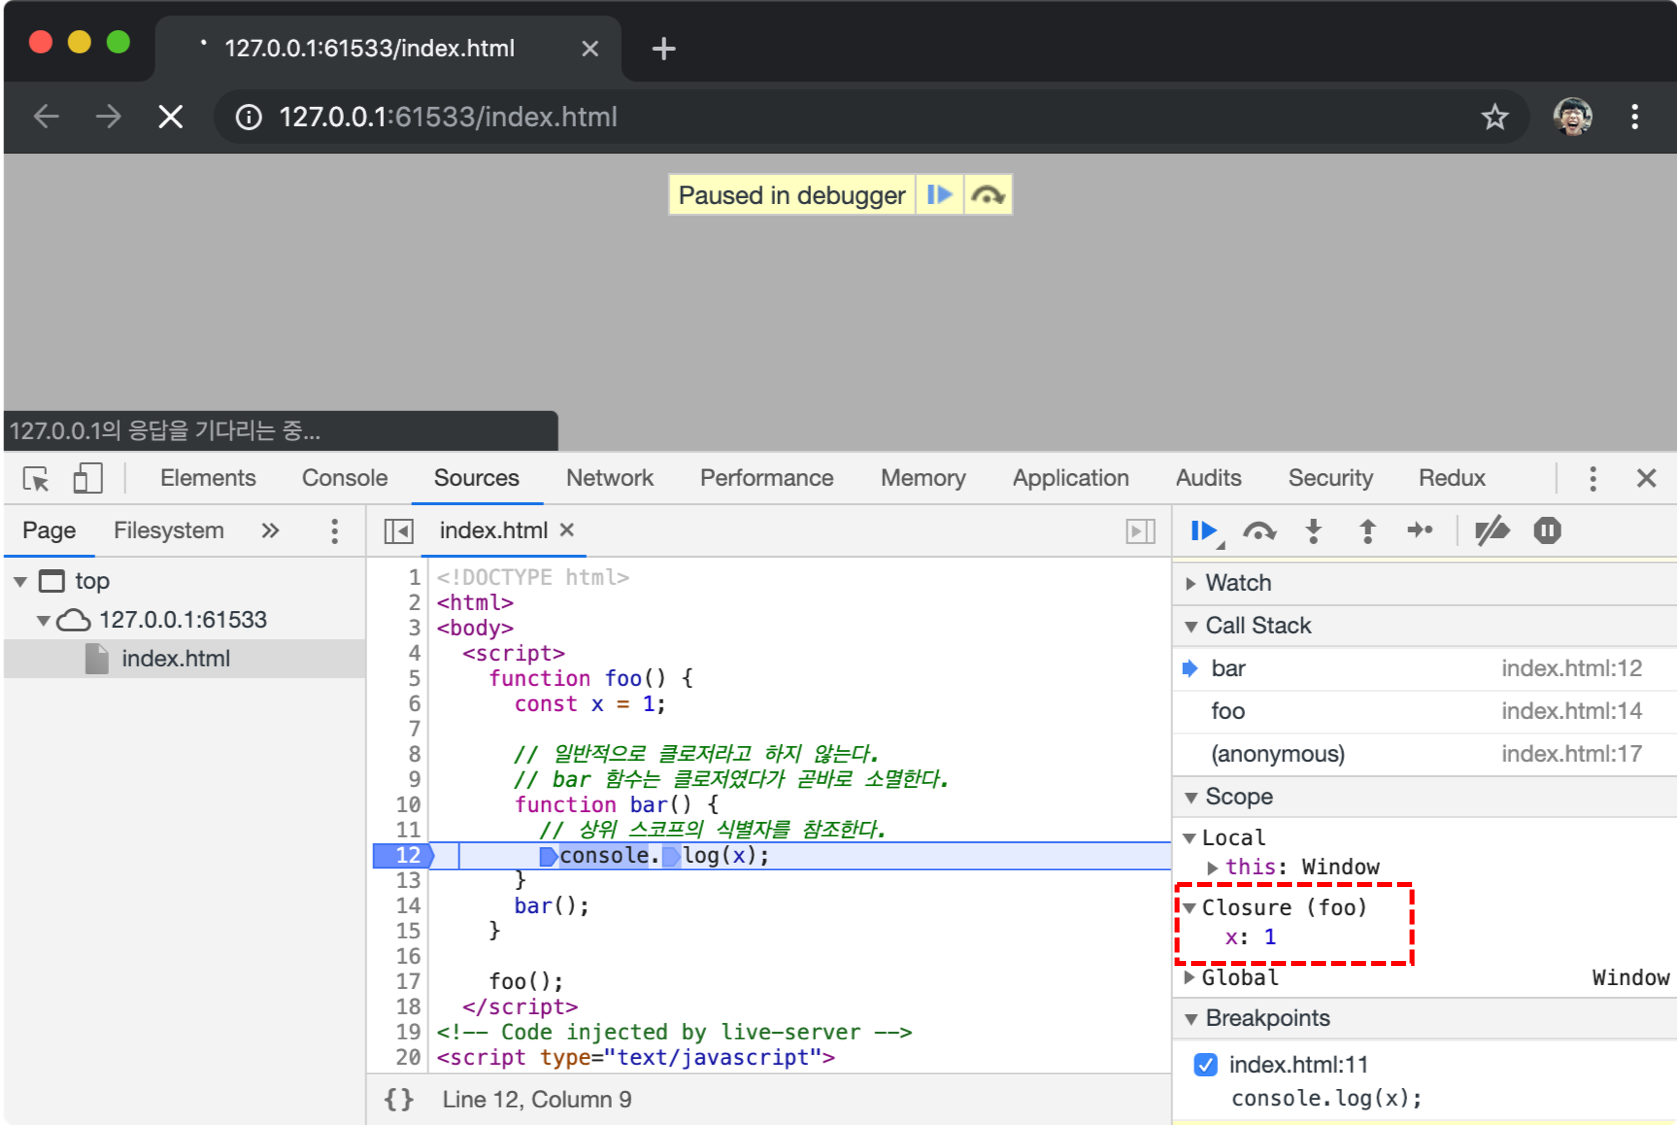 127.0.0.1:61533/index.html
127.0.0.1:61533/index.html
Paused in debugger
127.0.0.1의 응답을 기다리는 중...
Elements Console Sources Network Performance Memory Application Audits Security Redux
Page Filesystem »
top
127.0.0.1:61533
index.html
index.html
1 <!DOCTYPE html>
2 <html>
3 <body>
4 <script>
5 function foo() {
6 const x = 1;
7
8 // 일반적으로 클로저라고 하지 않는다.
9 // bar 함수는 클로저였다가 곧바로 소멸한다.
10 function bar() {
11 // 상위 스코프의 식별자를 참조한다.
12 console.log(x);
13 }
14 bar();
15 }
16
17 foo();
18 </script>
19 <!-- Code injected by live-server -->
20 <script type="text/javascript">
{} Line 12, Column 9
Watch
Call Stack
bar index.html:12
foo index.html:14
(anonymous) index.html:17
Scope
Local
this: Window
Closure (foo)
x: 1
Global Window
Breakpoints
index.html:11
console.log(x);